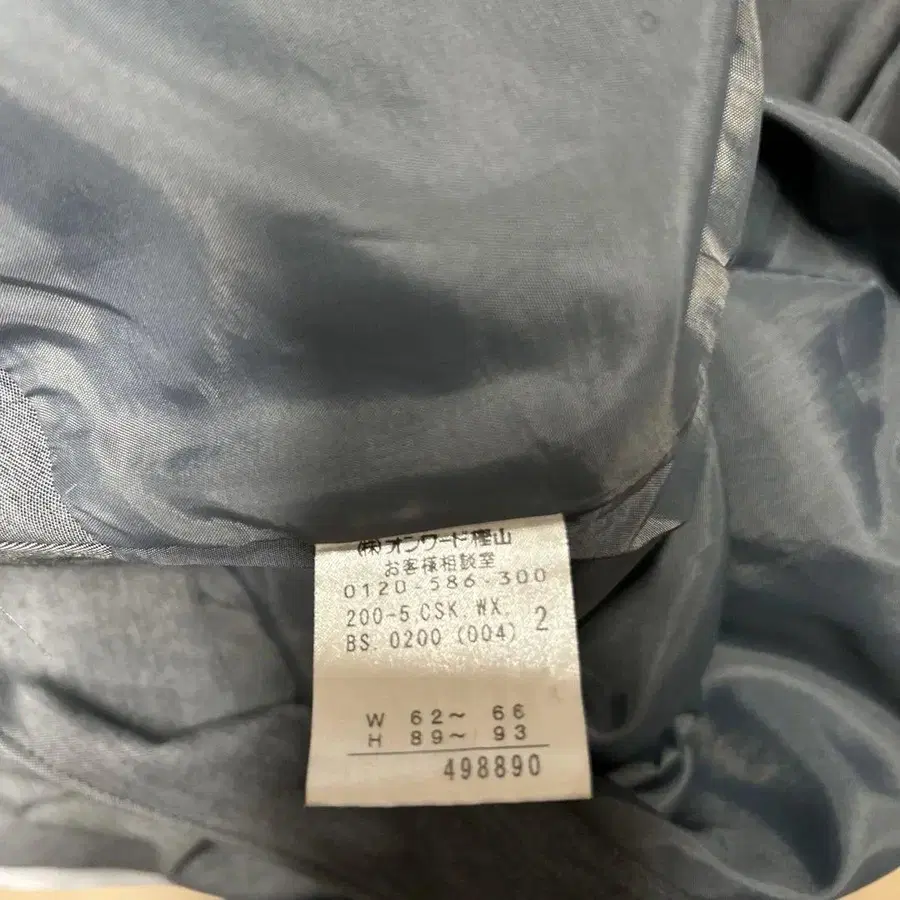 (株)オンワード樫山
お客様相談室
0120-586-300
200-5.CSK.WX. 2
BS. 0200 (004)
W 62～ 66
H 89～ 93
498890